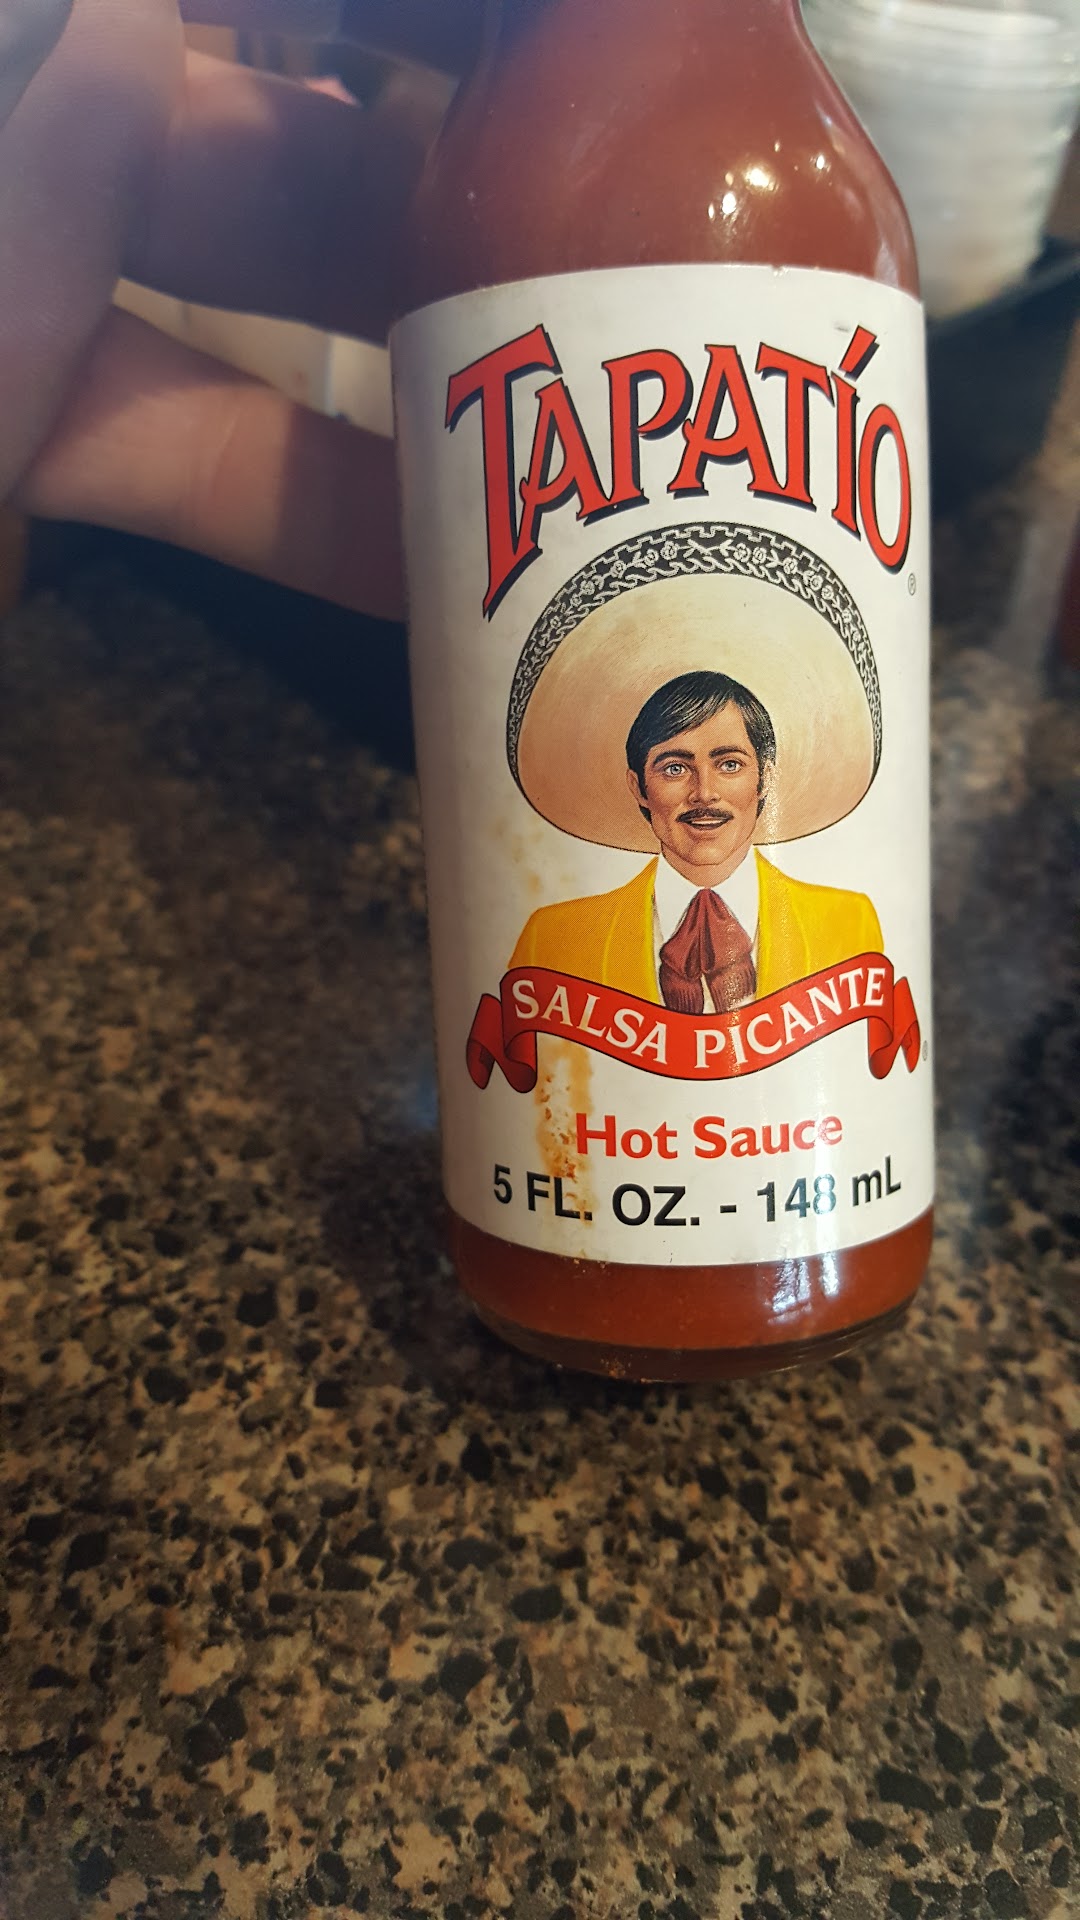 TAPATÍO®
SALSA PICANTE®
Hot Sauce
5 FL. OZ. - 148 mL